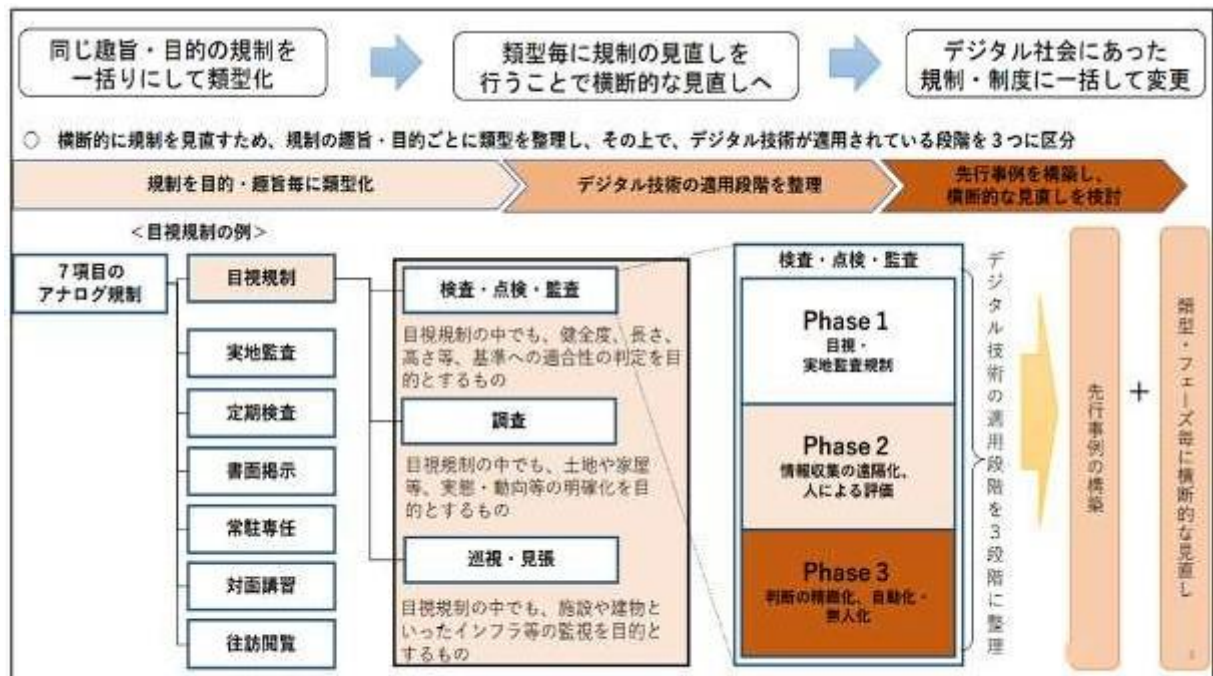 同じ趣旨・目的の規制を
一括りにして類型化
類型毎に規制の見直しを
行うことで横断的な見直しへ
デジタル社会にあった
規制・制度に一括して変更
○ 横断的に規制を見直すため、規制の趣旨・目的ごとに類型を整理し、その上で、デジタル技術が適用されている段階を3つに区分
規制を目的・趣旨毎に類型化
デジタル技術の適用段階を整理
先行事例を構築し、
横断的な見直しを検討
<目視規制の例>
7項目の
アナログ規制
目視規制
実地監査
定期検査
書面掲示
常駐専任
対面講習
往訪閲覧
検査・点検・監査
目視規制の中でも、健全度、長さ、
高さ等、基準への適合性の判定を目
的とするもの
調査
目視規制の中でも、土地や家屋
等、実態・動向等の明確化を目
的とするもの
巡視・見張
目視規制の中でも、施設や建物と
いったインフラ等の監視を目的と
するもの
検査・点検・監査
Phase 1
目視・
実地監査規制
Phase 2
情報収集の遠隔化、
人による評価
Phase 3
判断の精緻化、自動化・
無人化
デジタル技術の適用段階を3段階に整理
先行事例の構築
+
類型・フェーズ毎に横断的な見直し